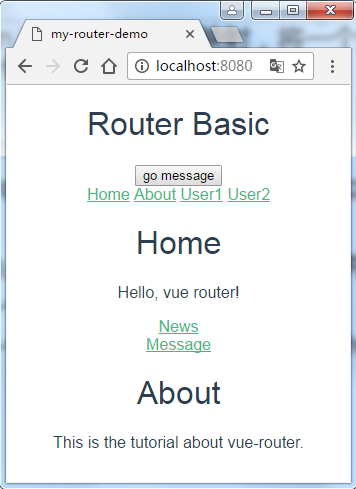 my-router-demo
localhost:8080
Router Basic
go message
Home About User1 User2
Home
Hello, vue router!
News
Message
About
This is the tutorial about vue-router.